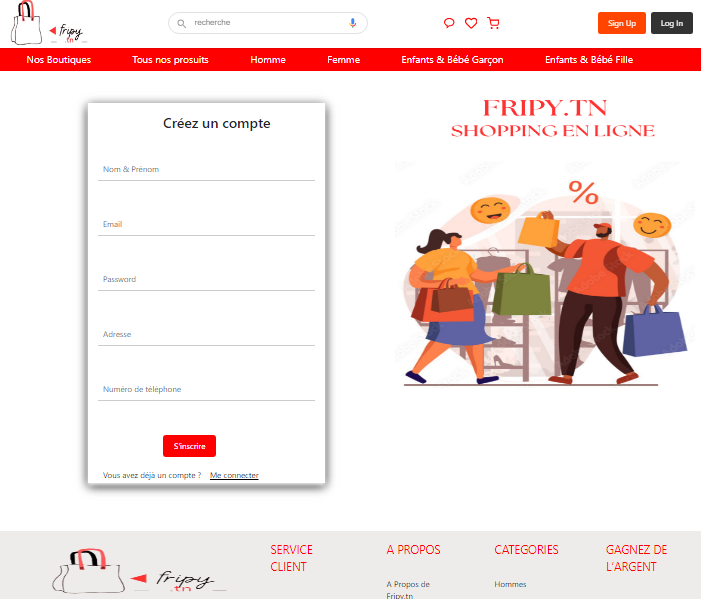 fripy
.tn
recherche
Sign Up
Log In
Nos Boutiques
Tous nos prosuits
Homme
Femme
Enfants & Bébé Garçon
Enfants & Bébé Fille
Créez un compte
Nom & Prénom
Email
Password
Adresse
Numéro de téléphone
S'inscrire
Vous avez déjà un compte ? Me connecter
FRIPY.TN
SHOPPING EN LIGNE
%
fripy
SERVICE
CLIENT
A PROPOS
A Propos de
Fripy.tn
CATEGORIES
Hommes
GAGNEZ DE
L'ARGENT